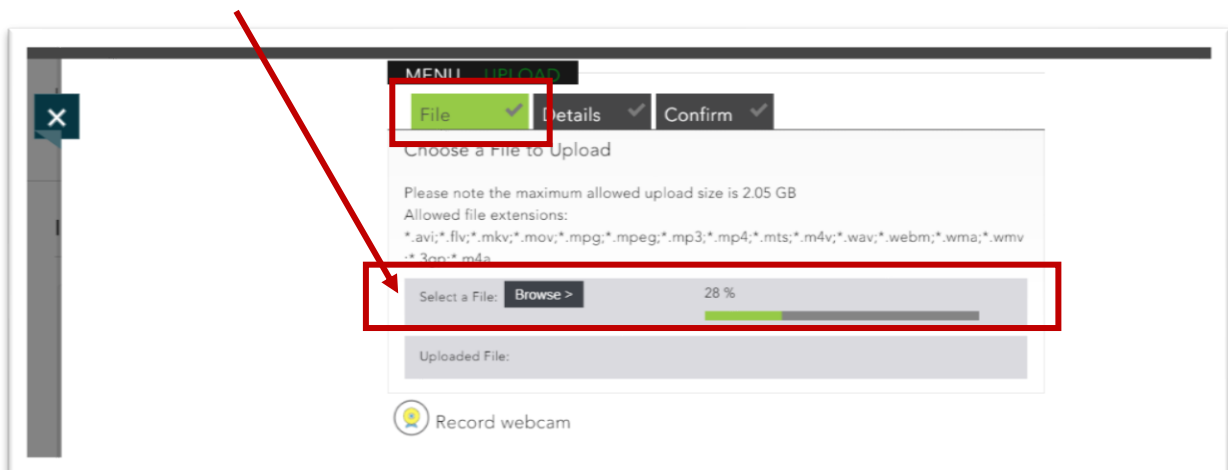 MENU UPLOAD
File Details Confirm
Choose a File to Upload
Please note the maximum allowed upload size is 2.05 GB
Allowed file extensions:
*.avi;*.flv;*.mkv;*.mov;*.mpg;*.mpeg;*.mp3;*.mp4;*.mts;*.m4v;*.wav;*.webm;*.wma;*.wmv
;*.3gp;*.m4a
Select a File: Browse > 28 %
Uploaded File:
Record webcam